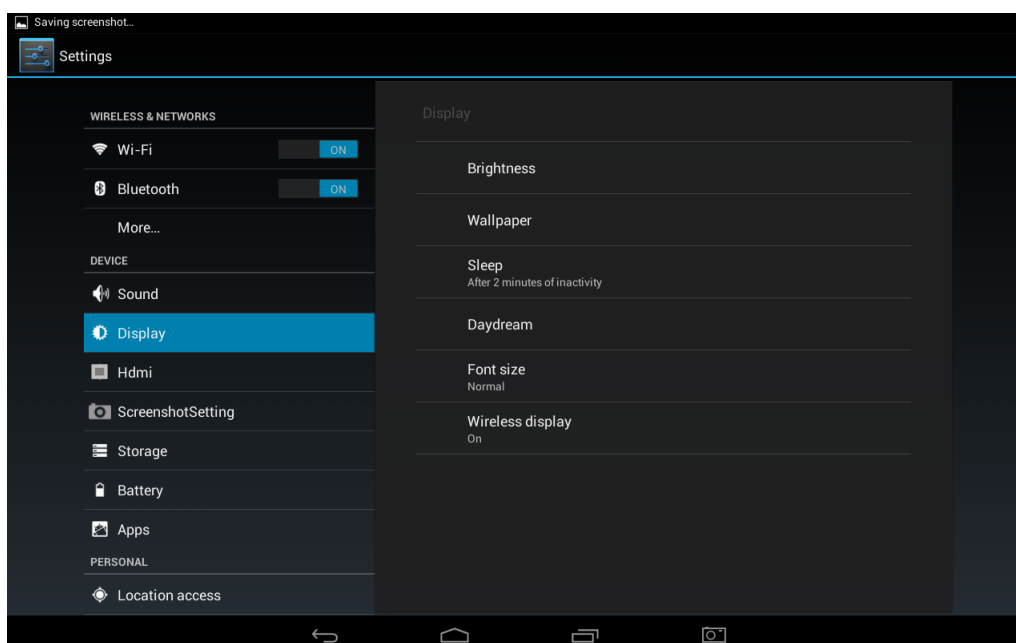 Saving screenshot...
Settings
WIRELESS & NETWORKS
Wi-Fi ON
Bluetooth ON
More...
DEVICE
Sound
Display
Hdmi
ScreenshotSetting
Storage
Battery
Apps
PERSONAL
Location access
Display
Brightness
Wallpaper
Sleep
After 2 minutes of inactivity
Daydream
Font size
Normal
Wireless display
On